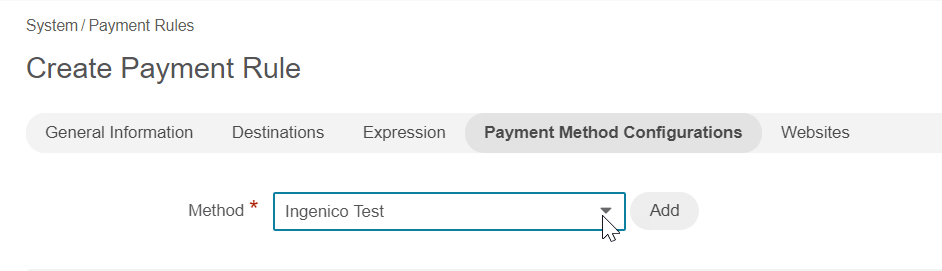 System / Payment Rules
Create Payment Rule
General Information Destinations Expression Payment Method Configurations Websites
Method * Ingenico Test Add